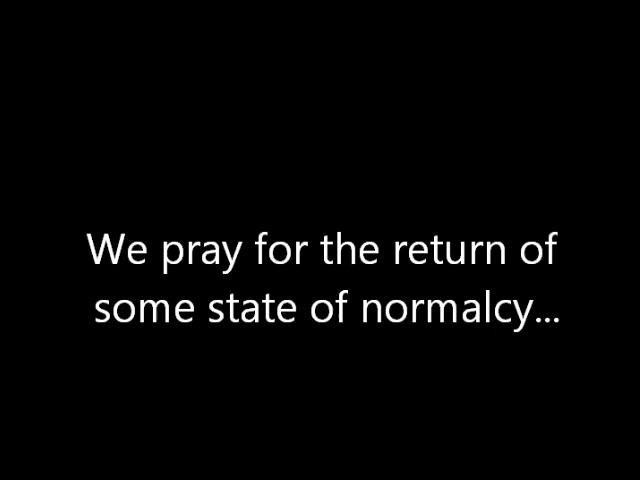 We pray for the return of
some state of normalcy...